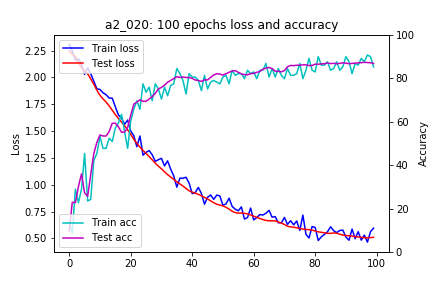 a2_020: 100 epochs loss and accuracy
Train loss
Test loss
Train acc
Test acc
Loss
2.25
2.00
1.75
1.50
1.25
1.00
0.75
0.50
Accuracy
100
80
60
40
20
0
0 20 40 60 80 100